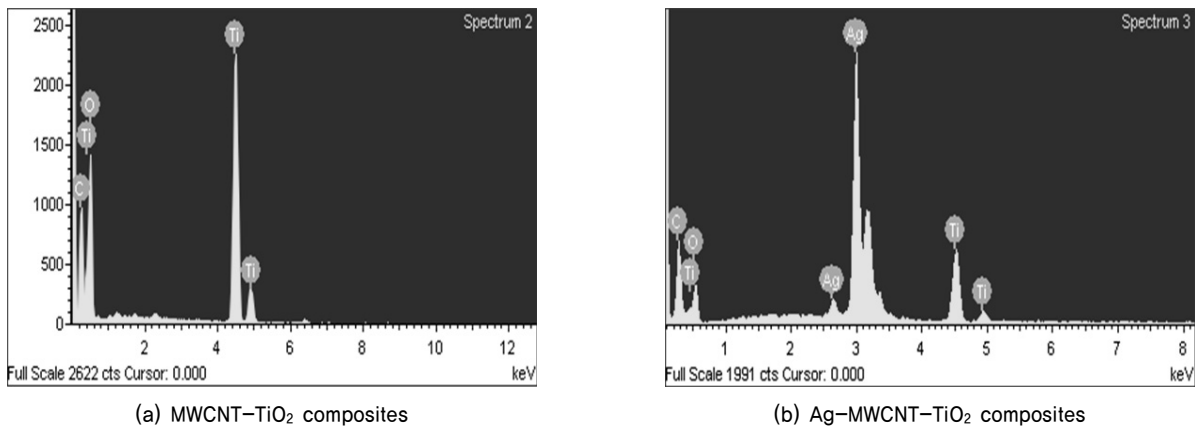 Spectrum 2
2500
2000
1500
1000
500
0
Ti
O
Ti
C
Ti
2 4 6 8 10 12
Full Scale 2622 cts Cursor: 0.000 keV
(a) MWCNT-TiO₂ composites
Spectrum 3
Ag
C
O
Ti
Ag
Ti
Ti
1 2 3 4 5 6 7 8
Full Scale 1991 cts Cursor: 0.000 keV
(b) Ag-MWCNT-TiO₂ composites